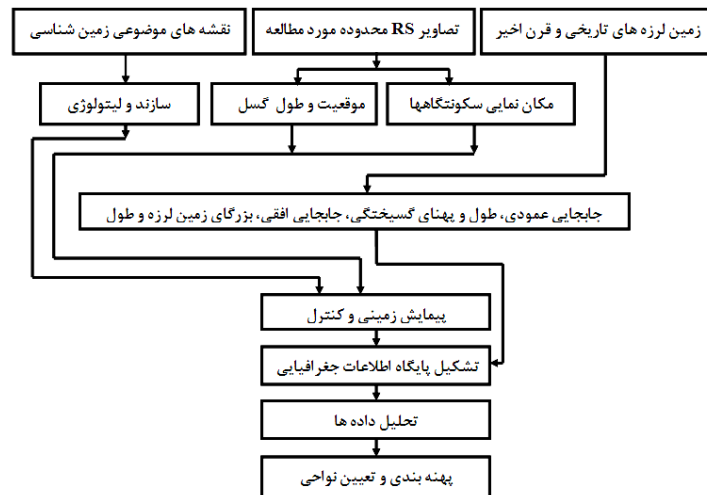 زمین لرزه های تاریخی و قرن اخیر
تصاویر RS محدوده مورد مطالعه
نقشه های موضوعی زمین شناسی
مکان نمایی سکونتگاهها
موقعیت و طول گسل
سازند و لیتولوژی
جابجایی عمودی، طول و پهنای گسیختگی، جابجایی افقی، بزرگای زمین لرزه و طول
پیمایش زمینی و کنترل
تشکیل پایگاه اطلاعات جغرافیایی
تحلیل داده ها
پهنه بندی و تعیین نواحی